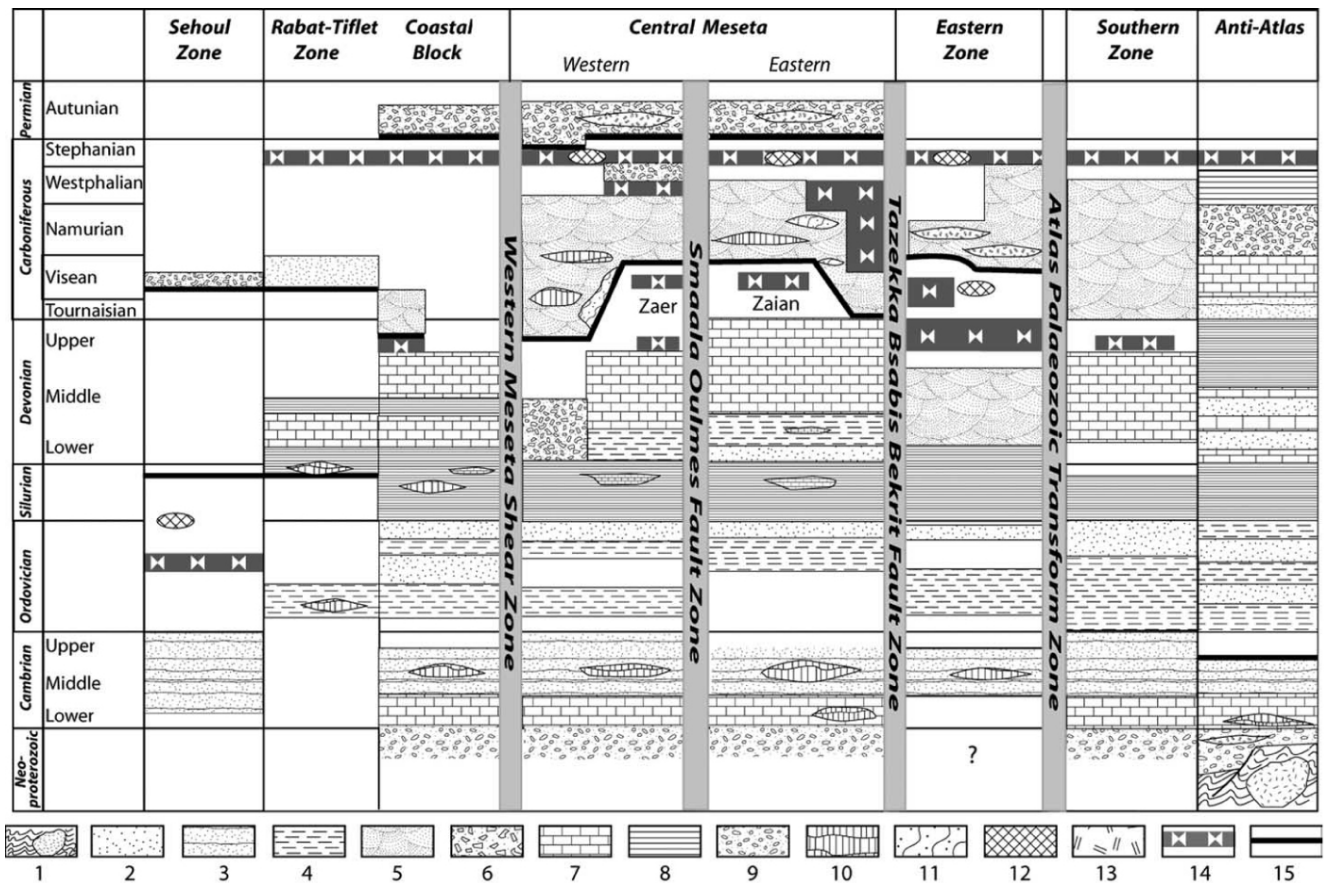 Sehoul Zone
Rabat-Tiflet Zone
Coastal Block
Central Meseta
Western
Eastern
Eastern Zone
Southern Zone
Anti-Atlas
Permian
Autunian
Carboniferous
Stephanian
Westphalian
Namurian
Visean
Tournaisian
Devonian
Upper
Middle
Lower
Silurian
Ordovician
Cambrian
Upper
Middle
Lower
Neo-
proterozoic
Western Meseta Shear Zone
Smaala Oulmes Fault Zone
Tazekka Bsabis Bekrit Fault Zone
Atlas Palaeozoic Transform Zone
Zaer
Zaian
?
1 2 3 4 5 6 7 8 9 10 11 12 13 14 15